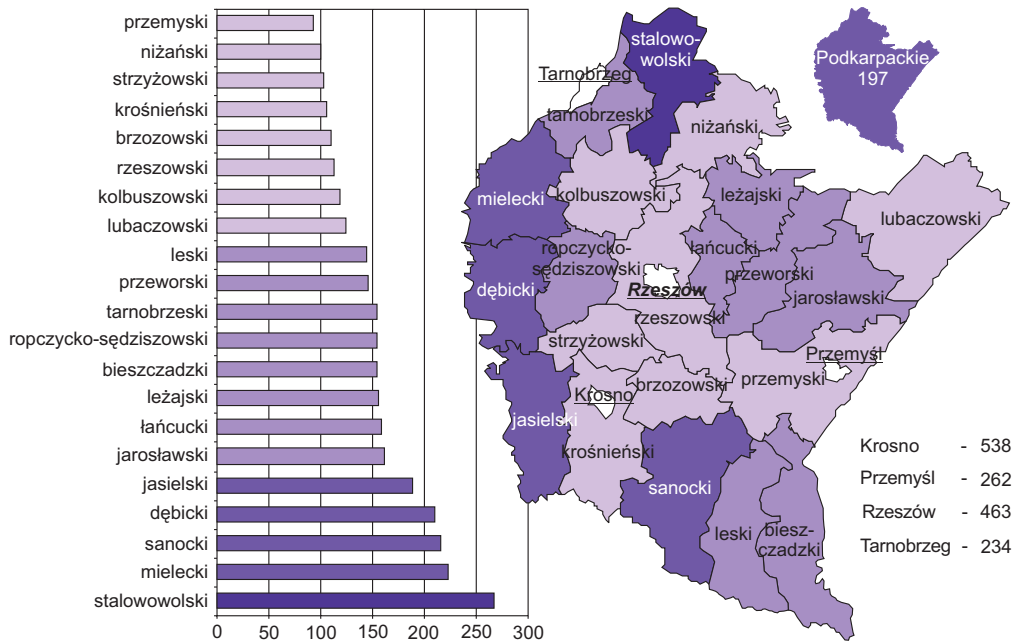 przemyski
niżański
strzyżowski
krośnieński
brzozowski
rzeszowski
kolbuszowski
lubaczowski
leski
przeworski
tarnobrzeski
ropczycko-sędziszowski
bieszczadzki
leżajski
łańcucki
jarosławski
jasielski
dębicki
sanocki
mielecki
stalowowolski
0 50 100 150 200 250 300
stalowo-
wolski
Tarnobrzeg
tarnobrzeski
niżański
mielecki
kolbuszowski
leżajski
lubaczowski
ropczycko-
sędziszowski
łańcucki
przeworski
jarosławski
dębicki
Rzeszów
rzeszowski
strzyżowski
Przemyśl
przemyski
Krosno
brzozowski
jasielski
krośnieński
sanocki
leski
biesz-
czadzki
Podkarpackie
197
Krosno - 538
Przemyśl - 262
Rzeszów - 463
Tarnobrzeg - 234